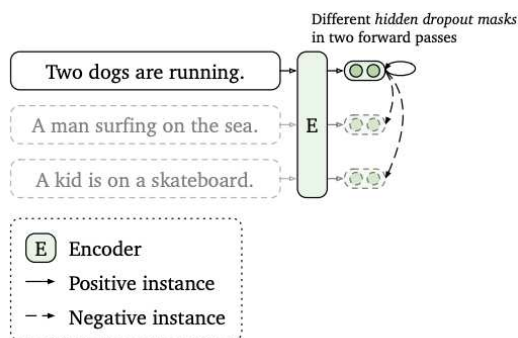 Different hidden dropout masks
in two forward passes
Two dogs are running.
A man surfing on the sea.
E
A kid is on a skateboard.
E Encoder
Positive instance
Negative instance